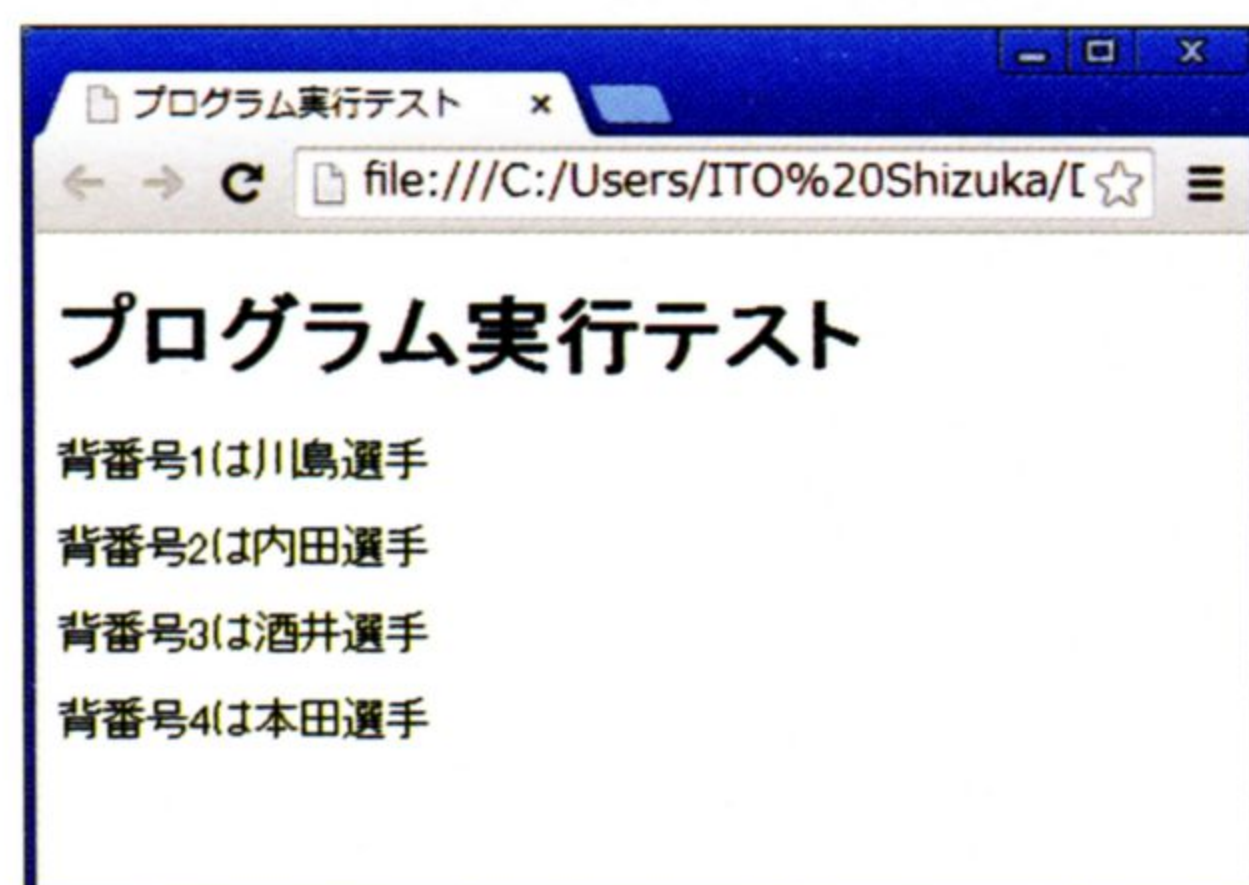 プログラム実行テスト
file:///C:/Users/ITO%20Shizuka/D
プログラム実行テスト
背番号1は川島選手
背番号2は内田選手
背番号3は酒井選手
背番号4は本田選手